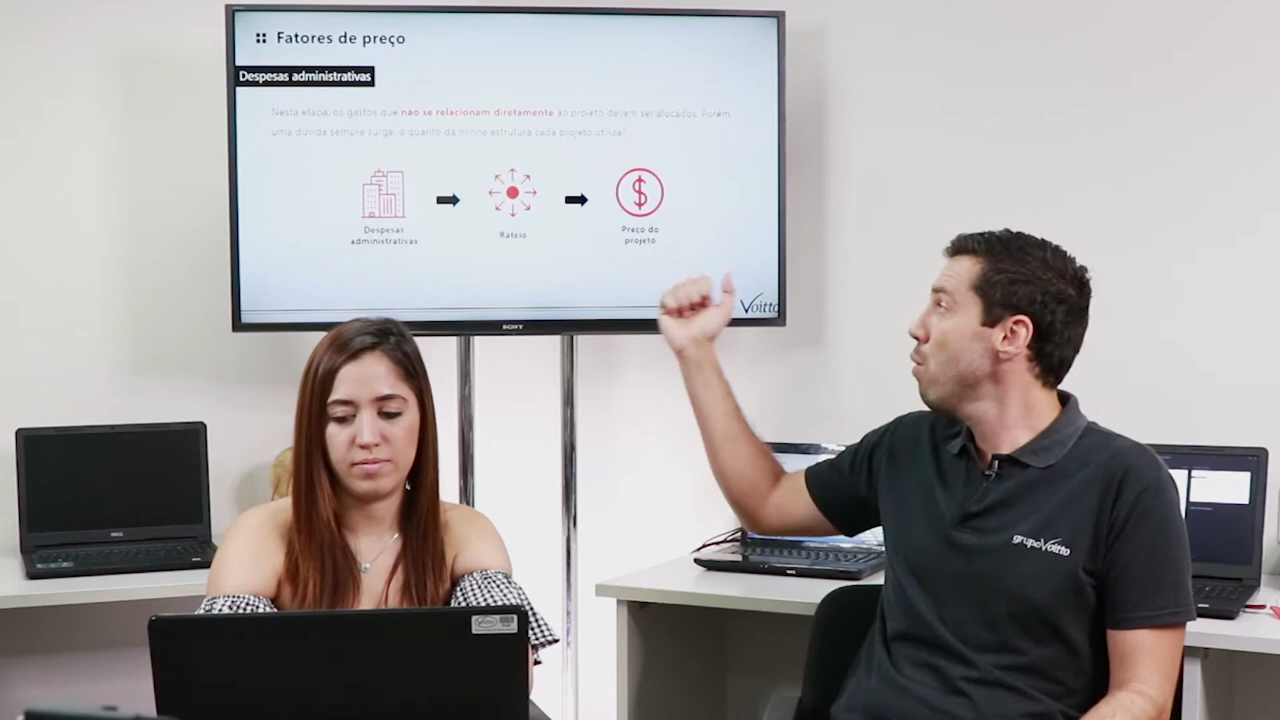 Fatores de preço
Despesas administrativas
Nesta etapa, os gastos que não se relacionam diretamente ao projeto devem ser alocados. Porém
uma dúvida sempre surge: o quanto da minha estrutura cada projeto utiliza?
Despesas
administrativas
Rateio
Preço do
projeto
Voitto
SONY
DELL
grupoVoitto
Voitto